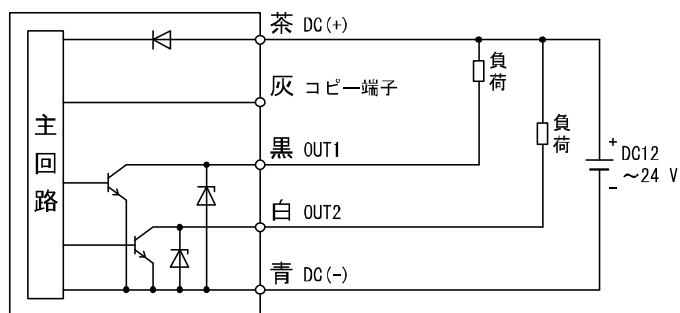 主回路
茶 DC(+)
灰 コピー端子
黒 OUT1
白 OUT2
青 DC(-)
負荷
負荷
+
DC12
～24 V
-